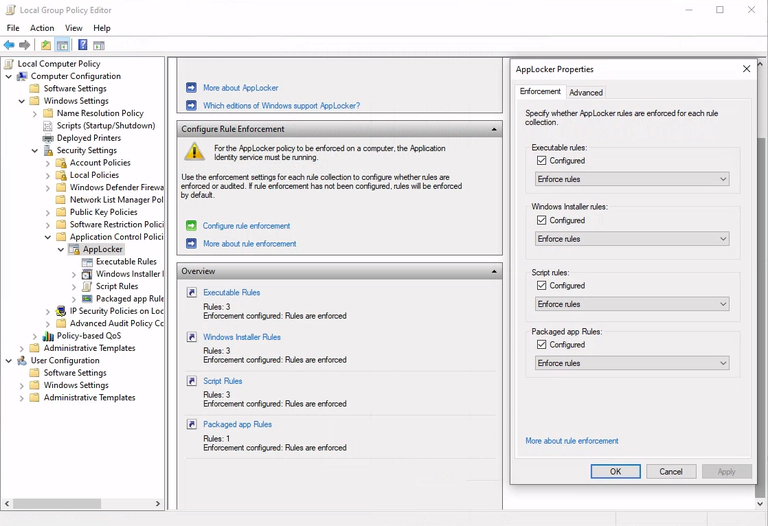 Local Group Policy Editor
File Action View Help
Local Computer Policy
Computer Configuration
Software Settings
Windows Settings
Name Resolution Policy
Scripts (Startup/Shutdown)
Deployed Printers
Security Settings
Account Policies
Local Policies
Windows Defender Firewa
Network List Manager Pol
Public Key Policies
Software Restriction Polici
Application Control Polici
AppLocker
Executable Rules
Windows Installer I
Script Rules
Packaged app Rule
IP Security Policies on Loc
Advanced Audit Policy Cc
Policy-based QoS
Administrative Templates
User Configuration
Software Settings
Windows Settings
Administrative Templates
More about AppLocker
Which editions of Windows support AppLocker?
Configure Rule Enforcement
For the AppLocker policy to be enforced on a computer, the Application
Identity service must be running.
Use the enforcement settings for each rule collection to configure whether rules are
enforced or audited. If rule enforcement has not been configured, rules will be enforced
by default.
Configure rule enforcement
More about rule enforcement
Overview
Executable Rules
Rules: 3
Enforcement configured: Rules are enforced
Windows Installer Rules
Rules: 3
Enforcement configured: Rules are enforced
Script Rules
Rules: 3
Enforcement configured: Rules are enforced
Packaged app Rules
Rules: 1
Enforcement configured: Rules are enforced
AppLocker Properties
Enforcement Advanced
Specify whether AppLocker rules are enforced for each rule
collection.
Executable rules:
Configured
Enforce rules
Windows Installer rules:
Configured
Enforce rules
Script rules:
Configured
Enforce rules
Packaged app Rules:
Configured
Enforce rules
More about rule enforcement
OK Cancel Apply